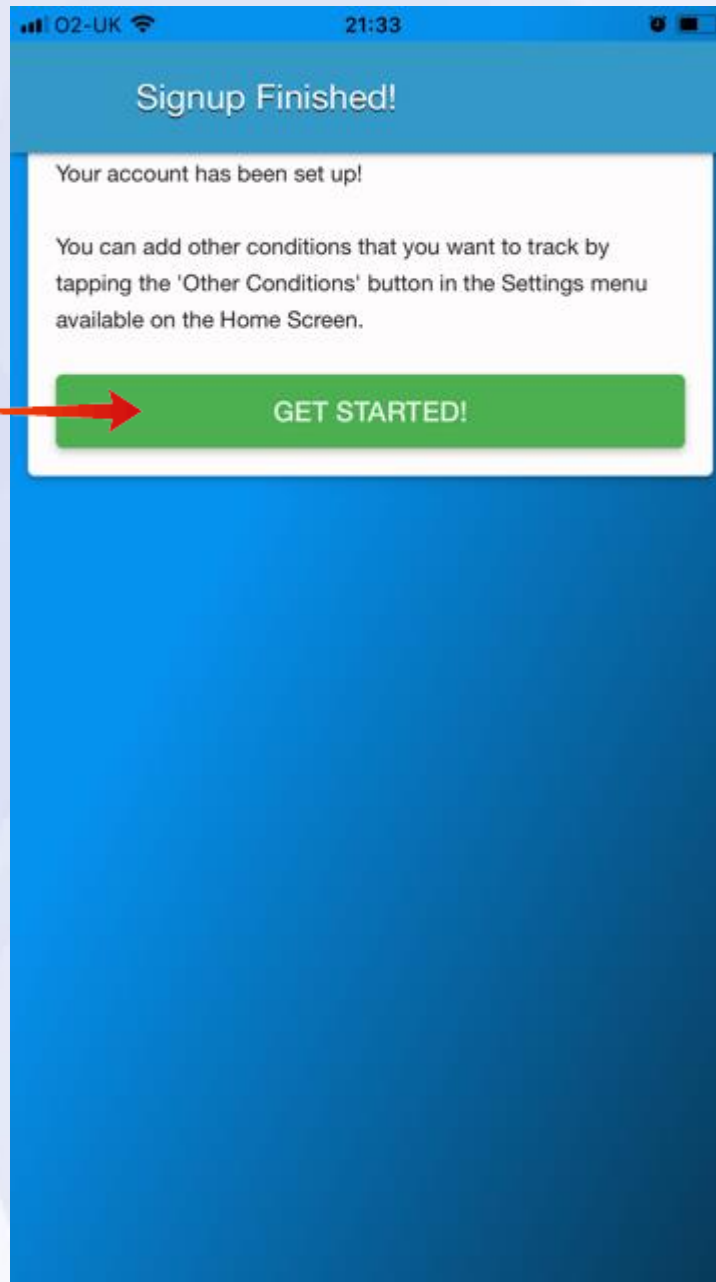 O2-UK 21:33
Signup Finished!
Your account has been set up!
You can add other conditions that you want to track by
tapping the 'Other Conditions' button in the Settings menu
available on the Home Screen.
GET STARTED!